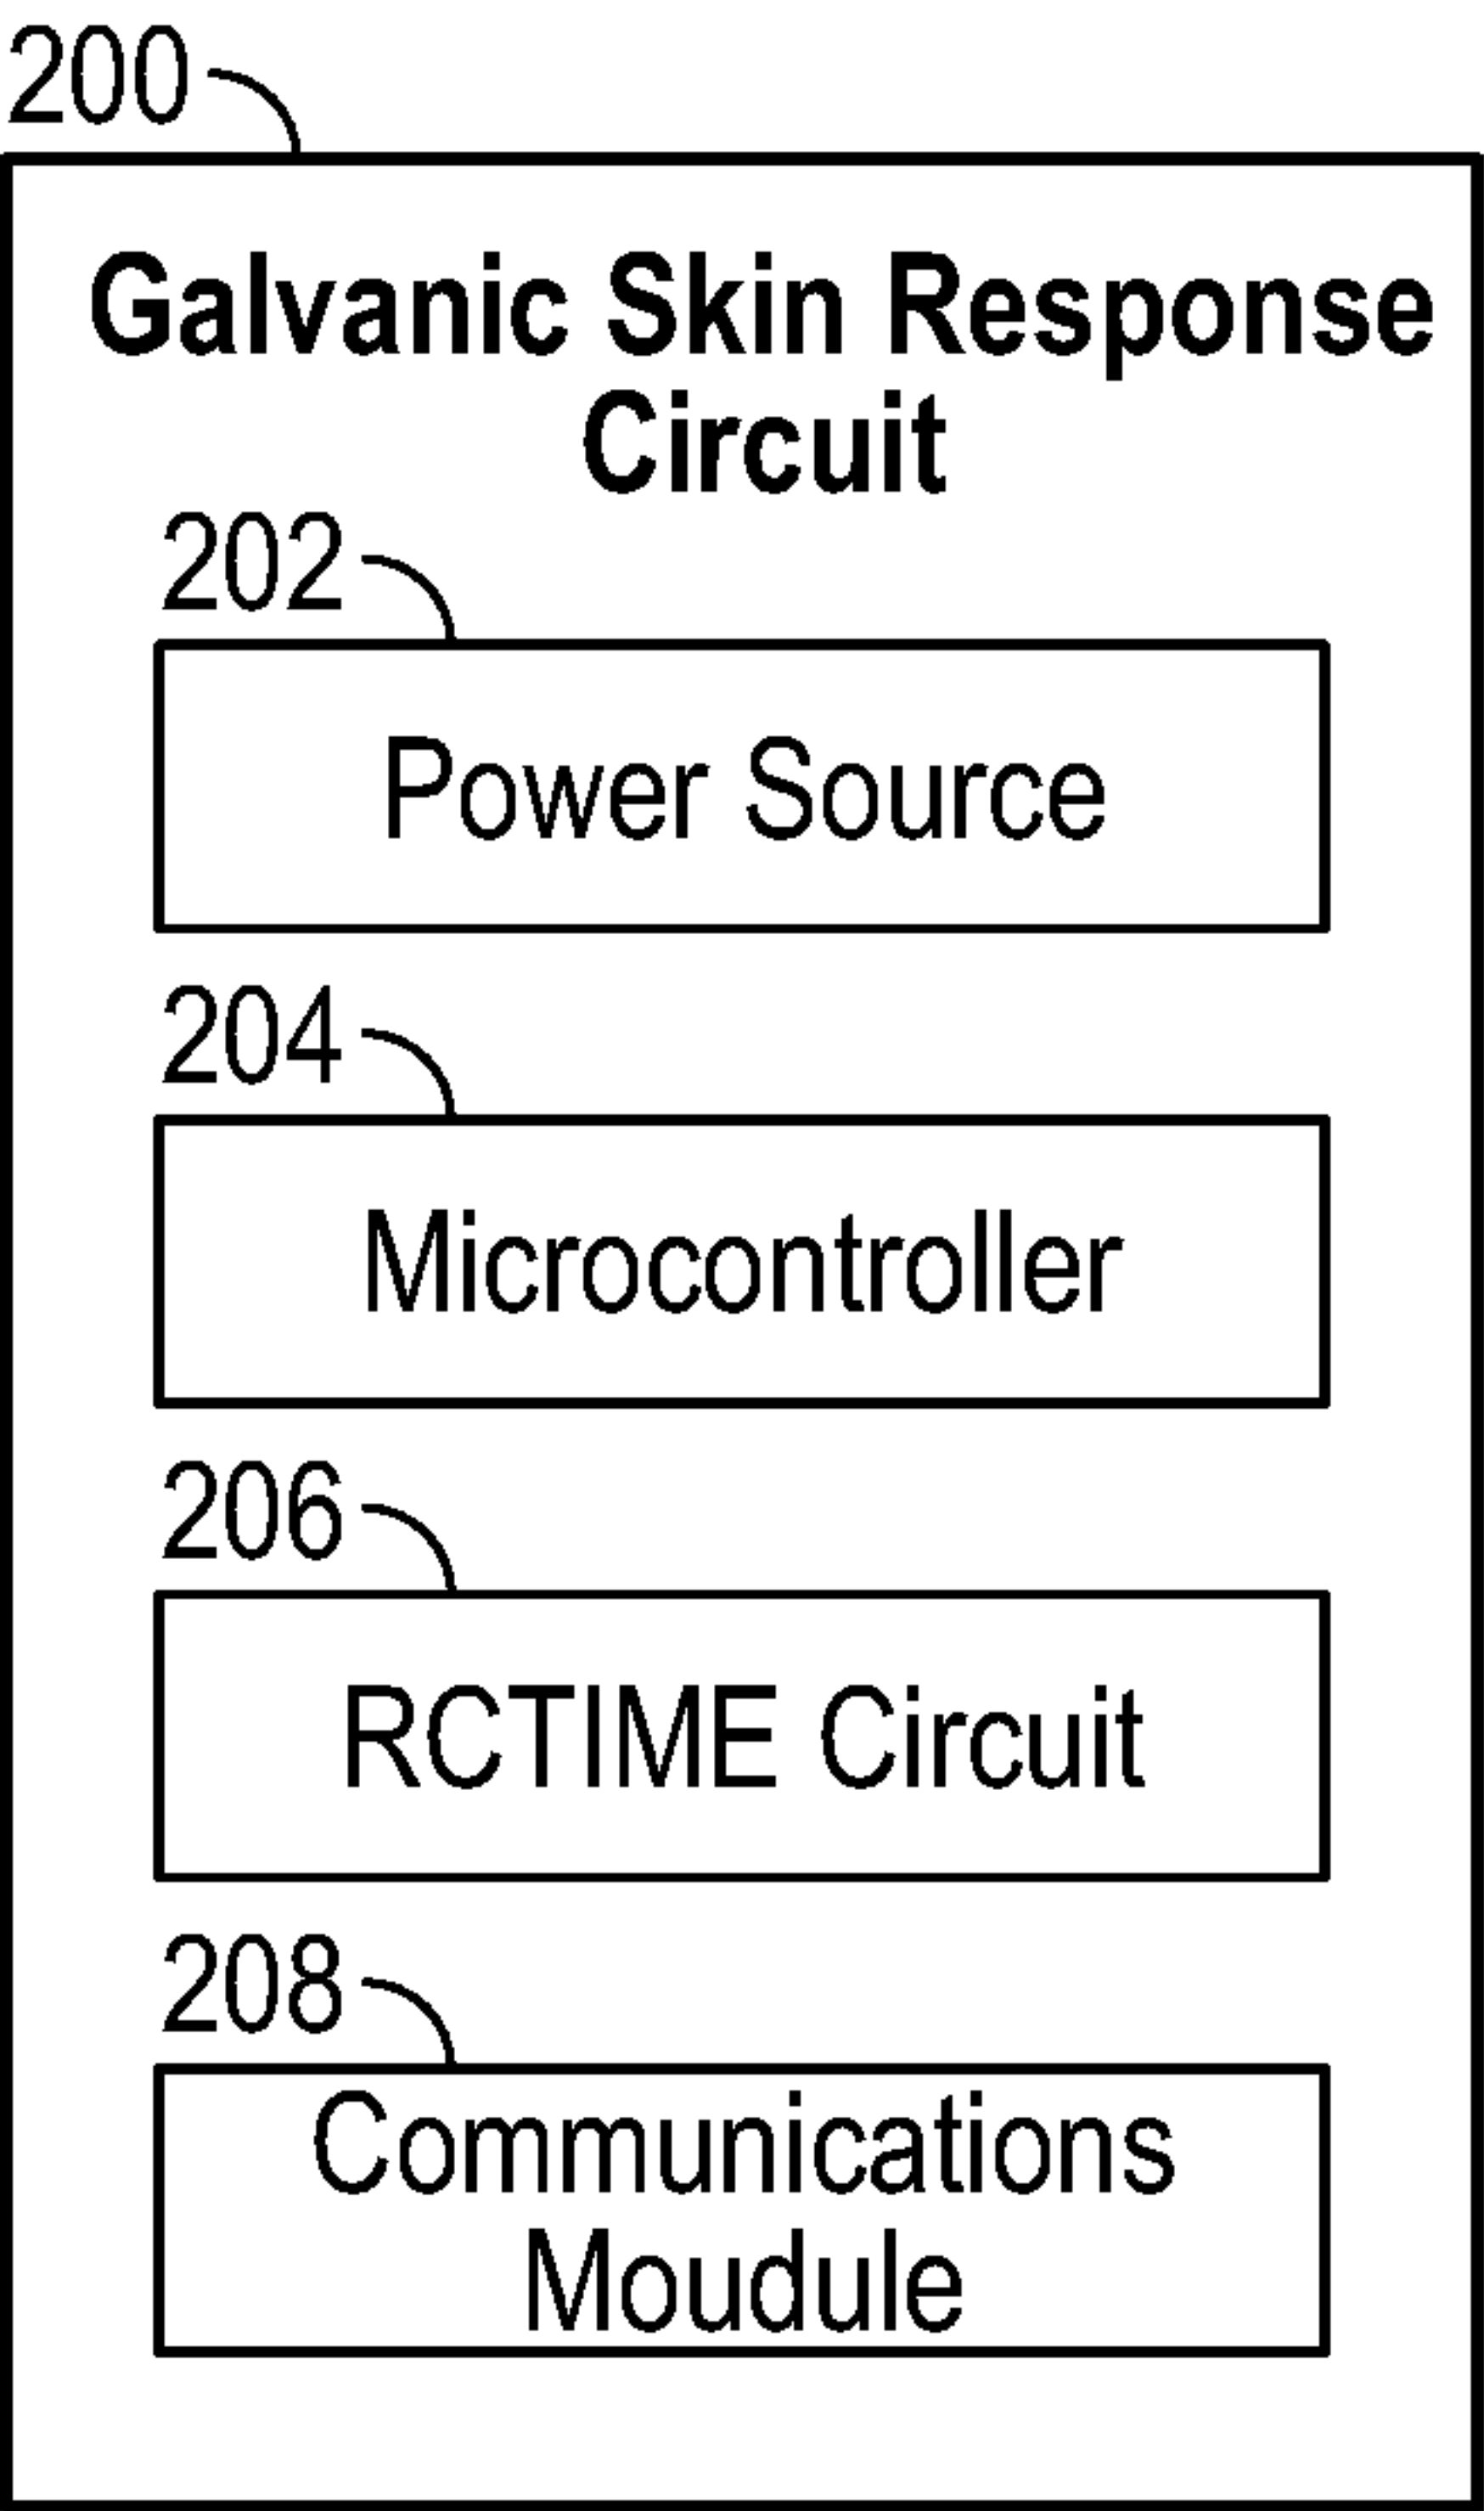 200
Galvanic Skin Response
Circuit
202
Power Source
204
Microcontroller
206
RCTIME Circuit
208
Communications
Moudule